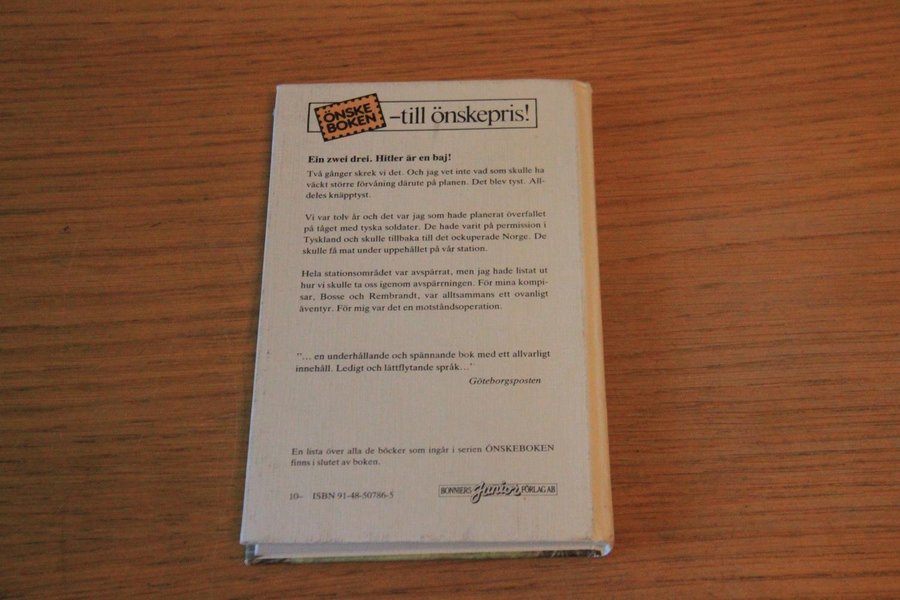 ÖNSKE
BOKEN –till önskepris!
Ein zwei drei. Hitler är en baj!
Två gånger skrek vi det. Och jag vet inte vad som skulle ha
väckt större förvåning därute på planen. Det blev tyst. All-
deles knäpptyst.
Vi var tolv år och det var jag som hade planerat överfallet
på tåget med tyska soldater. De hade varit på permission i
Tyskland och skulle tillbaka till det ockuperade Norge. De
skulle få mat under uppehållet på vår station.
Hela stationsområdet var avspärrat, men jag hade listat ut
hur vi skulle ta oss igenom avspärrningen. För mina kompi-
sar, Bosse och Rembrandt, var alltsammans ett ovanligt
äventyr. För mig var det en motståndsoperation.
"... en underhållande och spännande bok med ett allvarligt
innehåll. Ledigt och lättflytande språk..."
Göteborgsposten
En lista över alla de böcker som ingår i serien ÖNSKEBOKEN
finns i slutet av boken.
10– ISBN 91-48-50786-5 BONNIERS Junior FÖRLAG AB